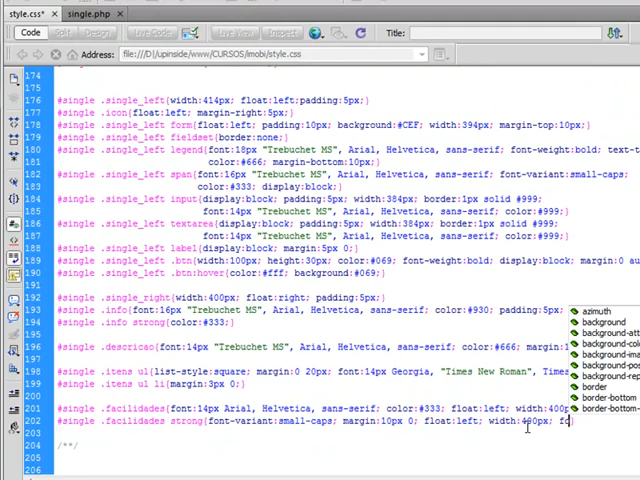 style.css* × single.php ×
Code Split Design Live Code Live View Inspect Title:
Address: file:///D|/upinside/www/CURSOS/imobi/style.css
174
175
176 #single .single_left{width:414px; float:left;padding:5px;}
177 #single .icon{float:left; margin-right:5px;}
178 #single .single_left form{float:left; padding:10px; background:#CEF; width:394px; margin-top:10px;}
179 #single .single_left fieldset{border:none;}
180 #single .single_left legend{font:18px "Trebuchet MS", Arial, Helvetica, sans-serif; font-weight:bold; text-t
181 color:#666; margin-bottom:10px;}
182 #single .single_left span{font:16px "Trebuchet MS", Arial, Helvetica, sans-serif; font-variant:small-caps;
183 color:#333; display:block;}
184 #single .single_left input{display:block; padding:5px; width:384px; border:1px solid #999;
185 font:14px "Trebuchet MS", Arial, Helvetica, sans-serif; color:#999;}
186 #single .single_left textarea{display:block; padding:5px; width:384px; border:1px solid #999;
187 font:14px "Trebuchet MS", Arial, Helvetica, sans-serif; color:#999;}
188 #single .single_left label{display:block; margin:5px 0;}
189 #single .single_left .btn{width:100px; height:30px; color:#069; font-weight:bold; display:block; margin:0 au
190 #single .single_left .btn:hover{color:#fff; background:#069;}
191
192 #single .single_right{width:400px; float:right; padding:5px;}
193 #single .info{font:16px "Trebuchet MS", Arial, Helvetica, sans-serif; color:#930; padding:5px;
194 #single .info strong{color:#333;}
195
196 #single .descricao{font:14px "Trebuchet MS", Arial, Helvetica, sans-serif; color:#666; margin:1
197
198 #single .itens ul{list-style:square; margin:0 20px; font:14px Georgia, "Times New Roman", Times
199 #single .itens ul li{margin:3px 0;}
200
201 #single .facilidades{font:14px Arial, Helvetica, sans-serif; color:#333; float:left; width:400p
202 #single .facilidades strong{font-variant:small-caps; margin:10px 0; float:left; width:400px; fo}
203
204 /**/
205
206
azimuth
background
background-att
background-colo
background-ima
background-pos
background-rep
border
border-bottom
border-bottom-